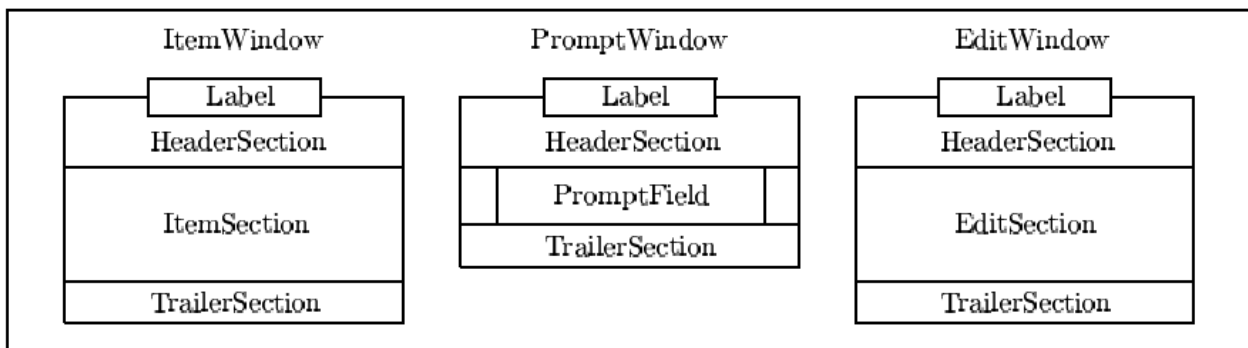 ItemWindow PromptWindow EditWindow
Label Label Label
HeaderSection HeaderSection HeaderSection
PromptField
ItemSection EditSection
TrailerSection
TrailerSection TrailerSection